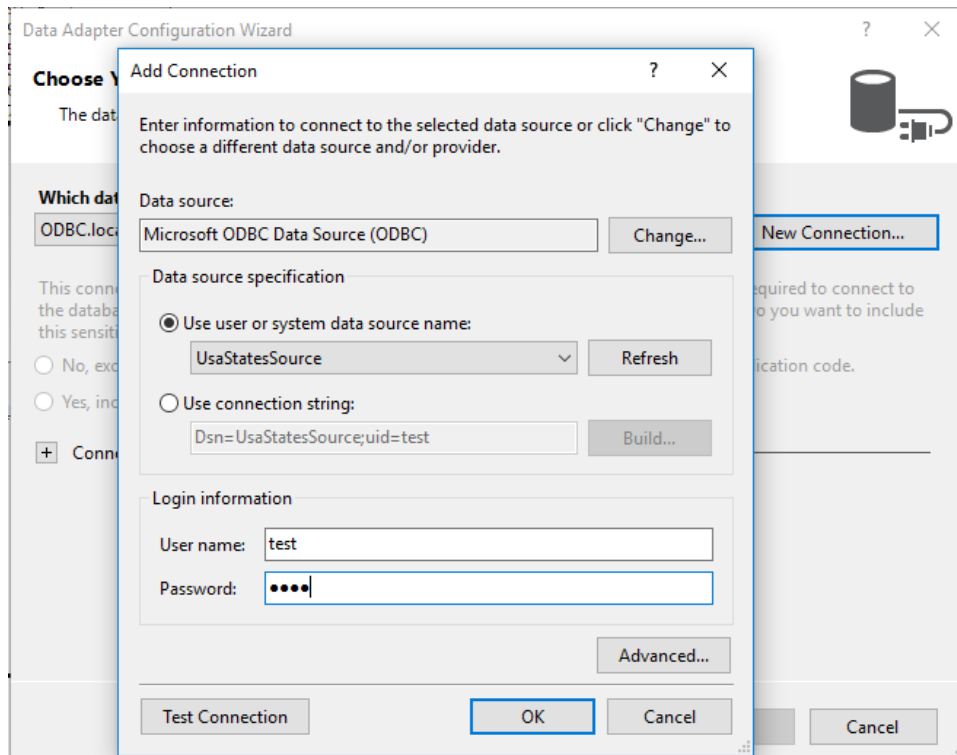 Data Adapter Configuration Wizard
?
Choose Y
The dat
Which dat
ODBC.loca
New Connection...
This conne
equired to connect to
the databa
o you want to include
this sensiti
No, exc
ication code.
Yes, inc
+ Conne
Cancel
Add Connection
?
Enter information to connect to the selected data source or click "Change" to
choose a different data source and/or provider.
Data source:
Microsoft ODBC Data Source (ODBC)
Change...
Data source specification
Use user or system data source name:
UsaStatesSource
Refresh
Use connection string:
Dsn=UsaStatesSource;uid=test
Build...
Login information
User name: test
Password: ●●●●
Advanced...
Test Connection
OK
Cancel